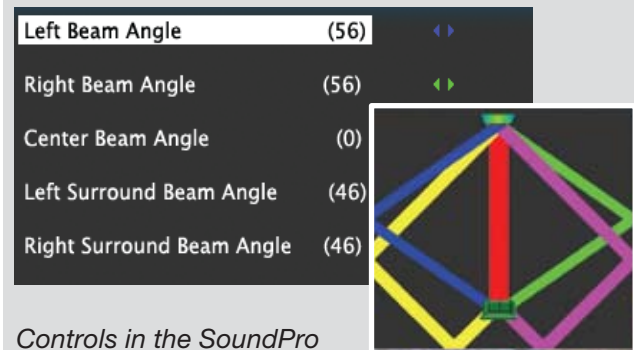 Left Beam Angle (56)
Right Beam Angle (56)
Center Beam Angle (0)
Left Surround Beam Angle (46)
Right Surround Beam Angle (46)
Controls in the SoundPro